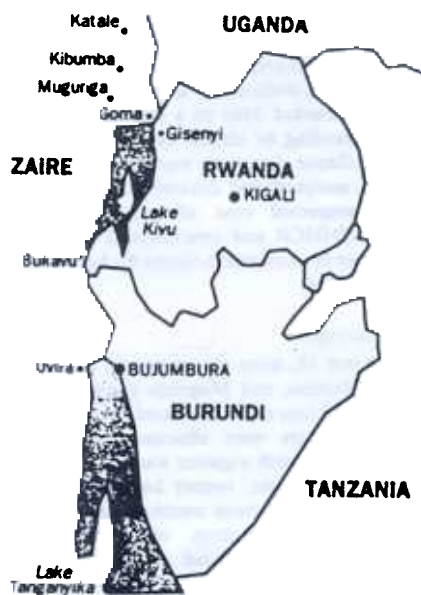 Katale
UGANDA
Kibumba
Mugunga
Goma
Gisenyi
ZAIRE
RWANDA
KIGALI
Lake
Kivu
Bukavu
Uvira
BUJUMBURA
BURUNDI
TANZANIA
Lake
Tanganyika